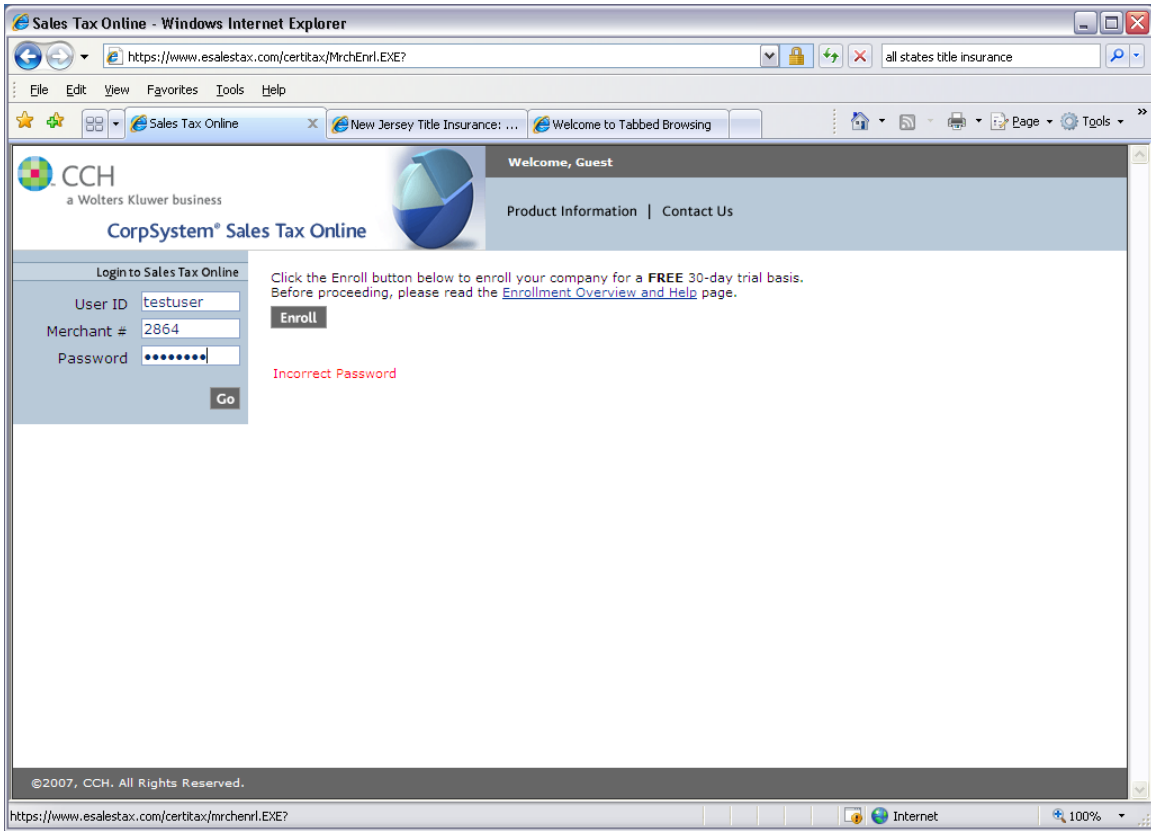 Sales Tax Online - Windows Internet Explorer
https://www.esalestax.com/certitax/MrchEnrl.EXE?
all states title insurance
File Edit View Favorites Tools Help
Sales Tax Online
New Jersey Title Insurance: ...
Welcome to Tabbed Browsing
Page Tools »
CCH
a Wolters Kluwer business
CorpSystem® Sales Tax Online
Welcome, Guest
Product Information | Contact Us
Login to Sales Tax Online
User ID testuser
Merchant # 2864
Password ••••••••
Go
Click the Enroll button below to enroll your company for a FREE 30-day trial basis.
Before proceeding, please read the Enrollment Overview and Help page.
Enroll
Incorrect Password
©2007, CCH. All Rights Reserved.
https://www.esalestax.com/certitax/mrchenrl.EXE?
Internet
100%